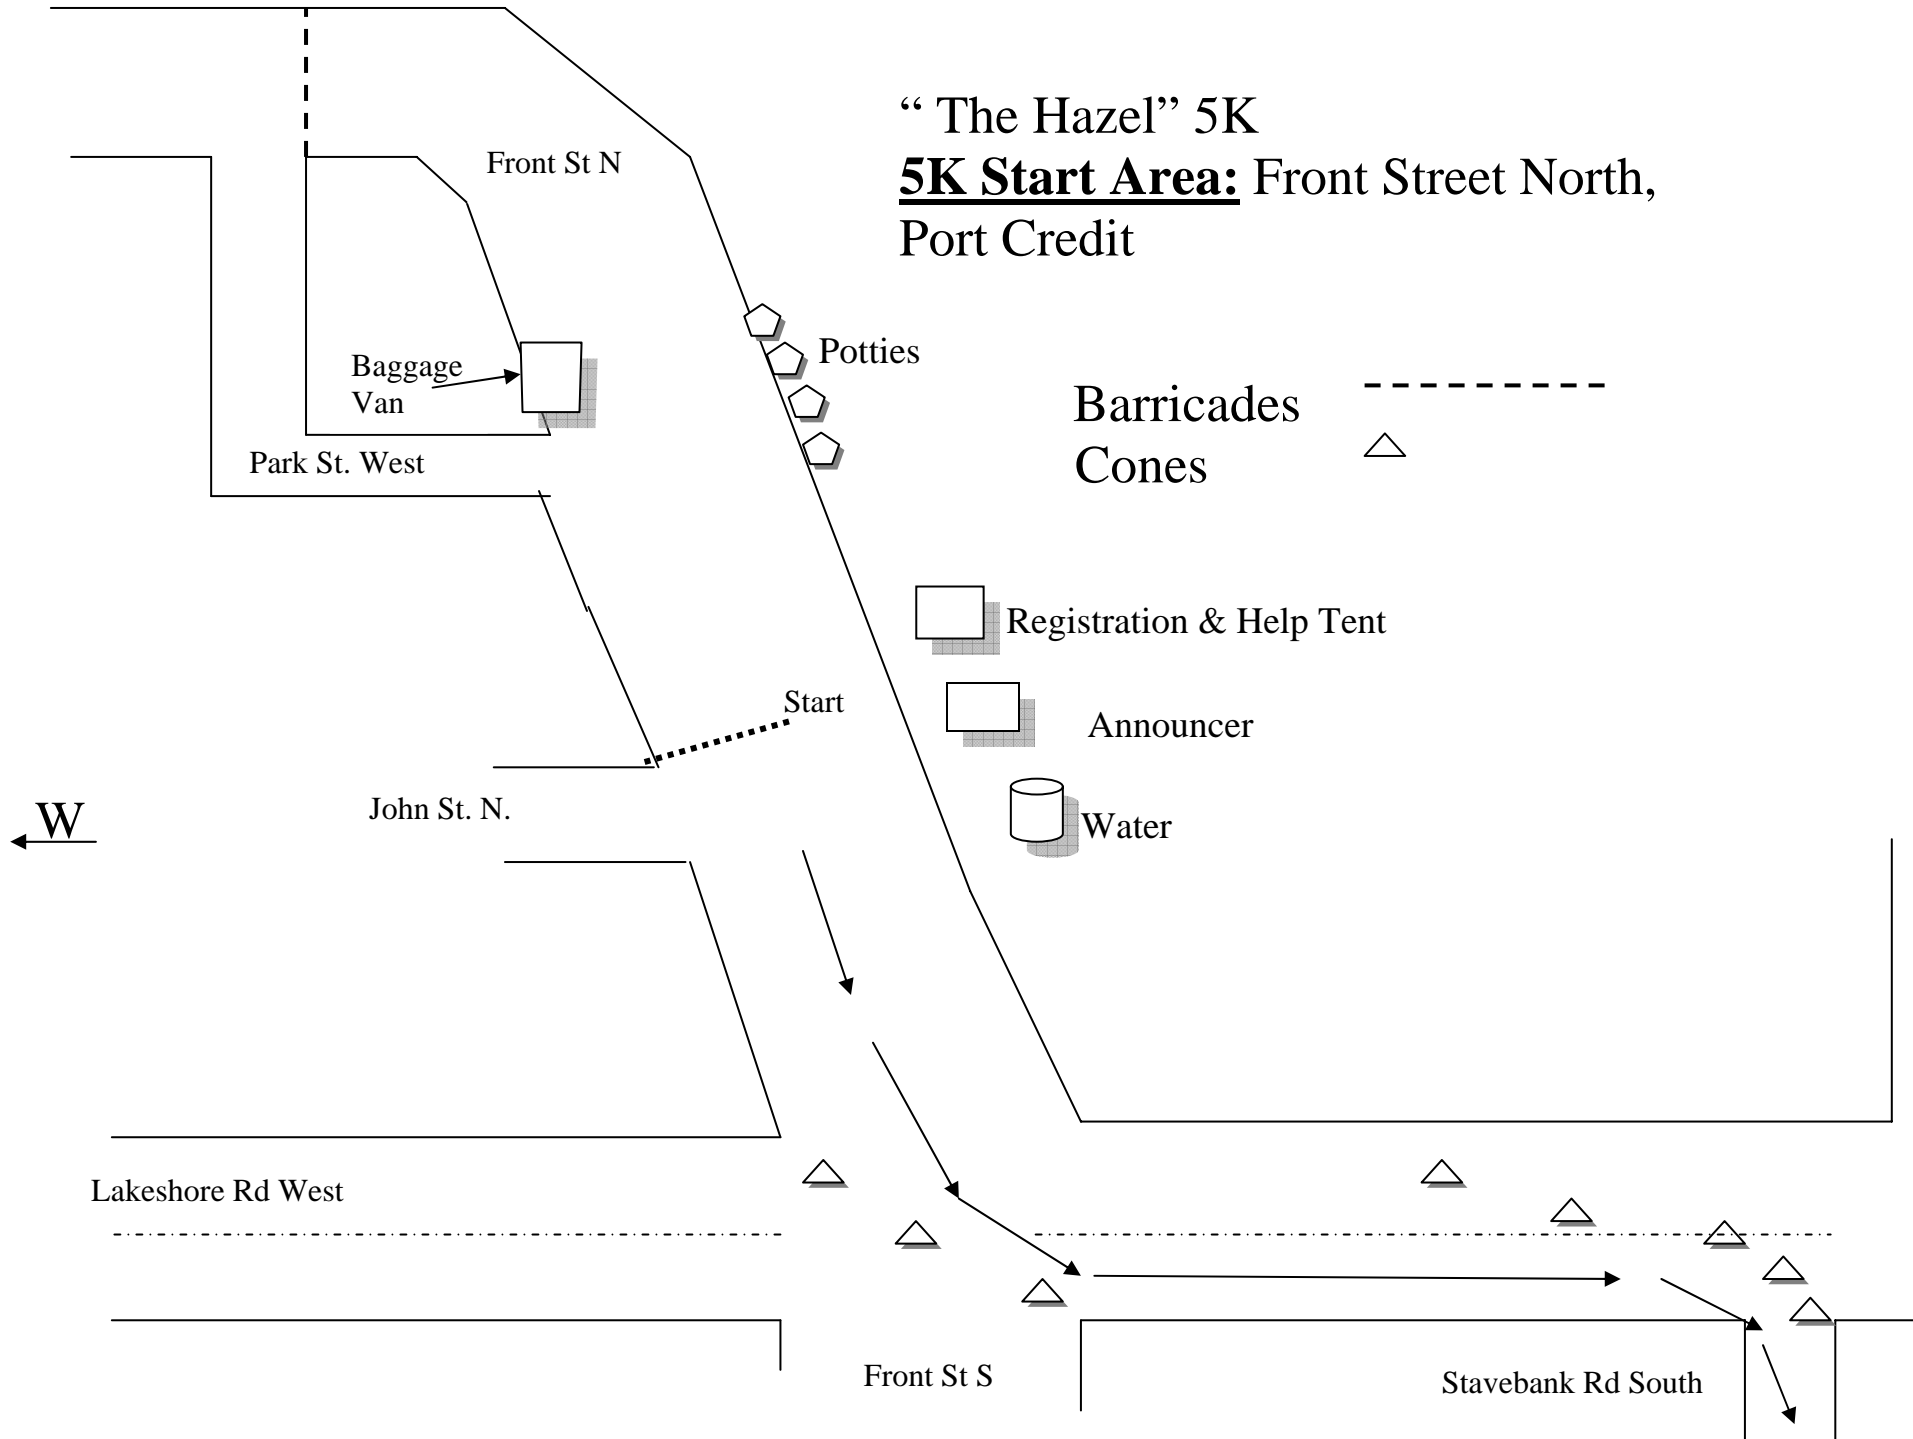 “ The Hazel” 5K
5K Start Area: Front Street North,
Port Credit
Front St N
Potties
Baggage
Van
Barricades
Cones
Park St. West
Registration & Help Tent
Start
Announcer
John St. N.
W
Water
Lakeshore Rd West
Front St S
Stavebank Rd South